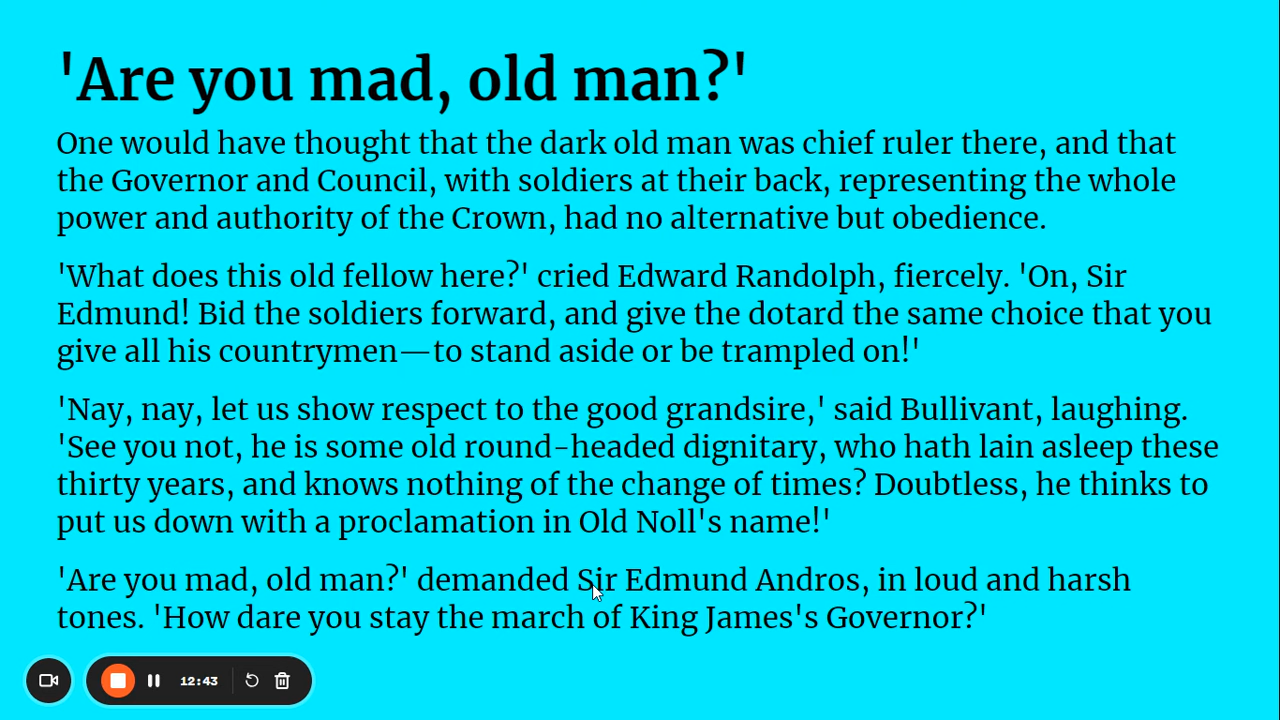 'Are you mad, old man?'
One would have thought that the dark old man was chief ruler there, and that
the Governor and Council, with soldiers at their back, representing the whole
power and authority of the Crown, had no alternative but obedience.
'What does this old fellow here?' cried Edward Randolph, fiercely. 'On, Sir
Edmund! Bid the soldiers forward, and give the dotard the same choice that you
give all his countrymen—to stand aside or be trampled on!'
'Nay, nay, let us show respect to the good grandsire,' said Bullivant, laughing.
'See you not, he is some old round-headed dignitary, who hath lain asleep these
thirty years, and knows nothing of the change of times? Doubtless, he thinks to
put us down with a proclamation in Old Noll's name!'
'Are you mad, old man?' demanded Sir Edmund Andros, in loud and harsh
tones. 'How dare you stay the march of King James's Governor?'
12:43